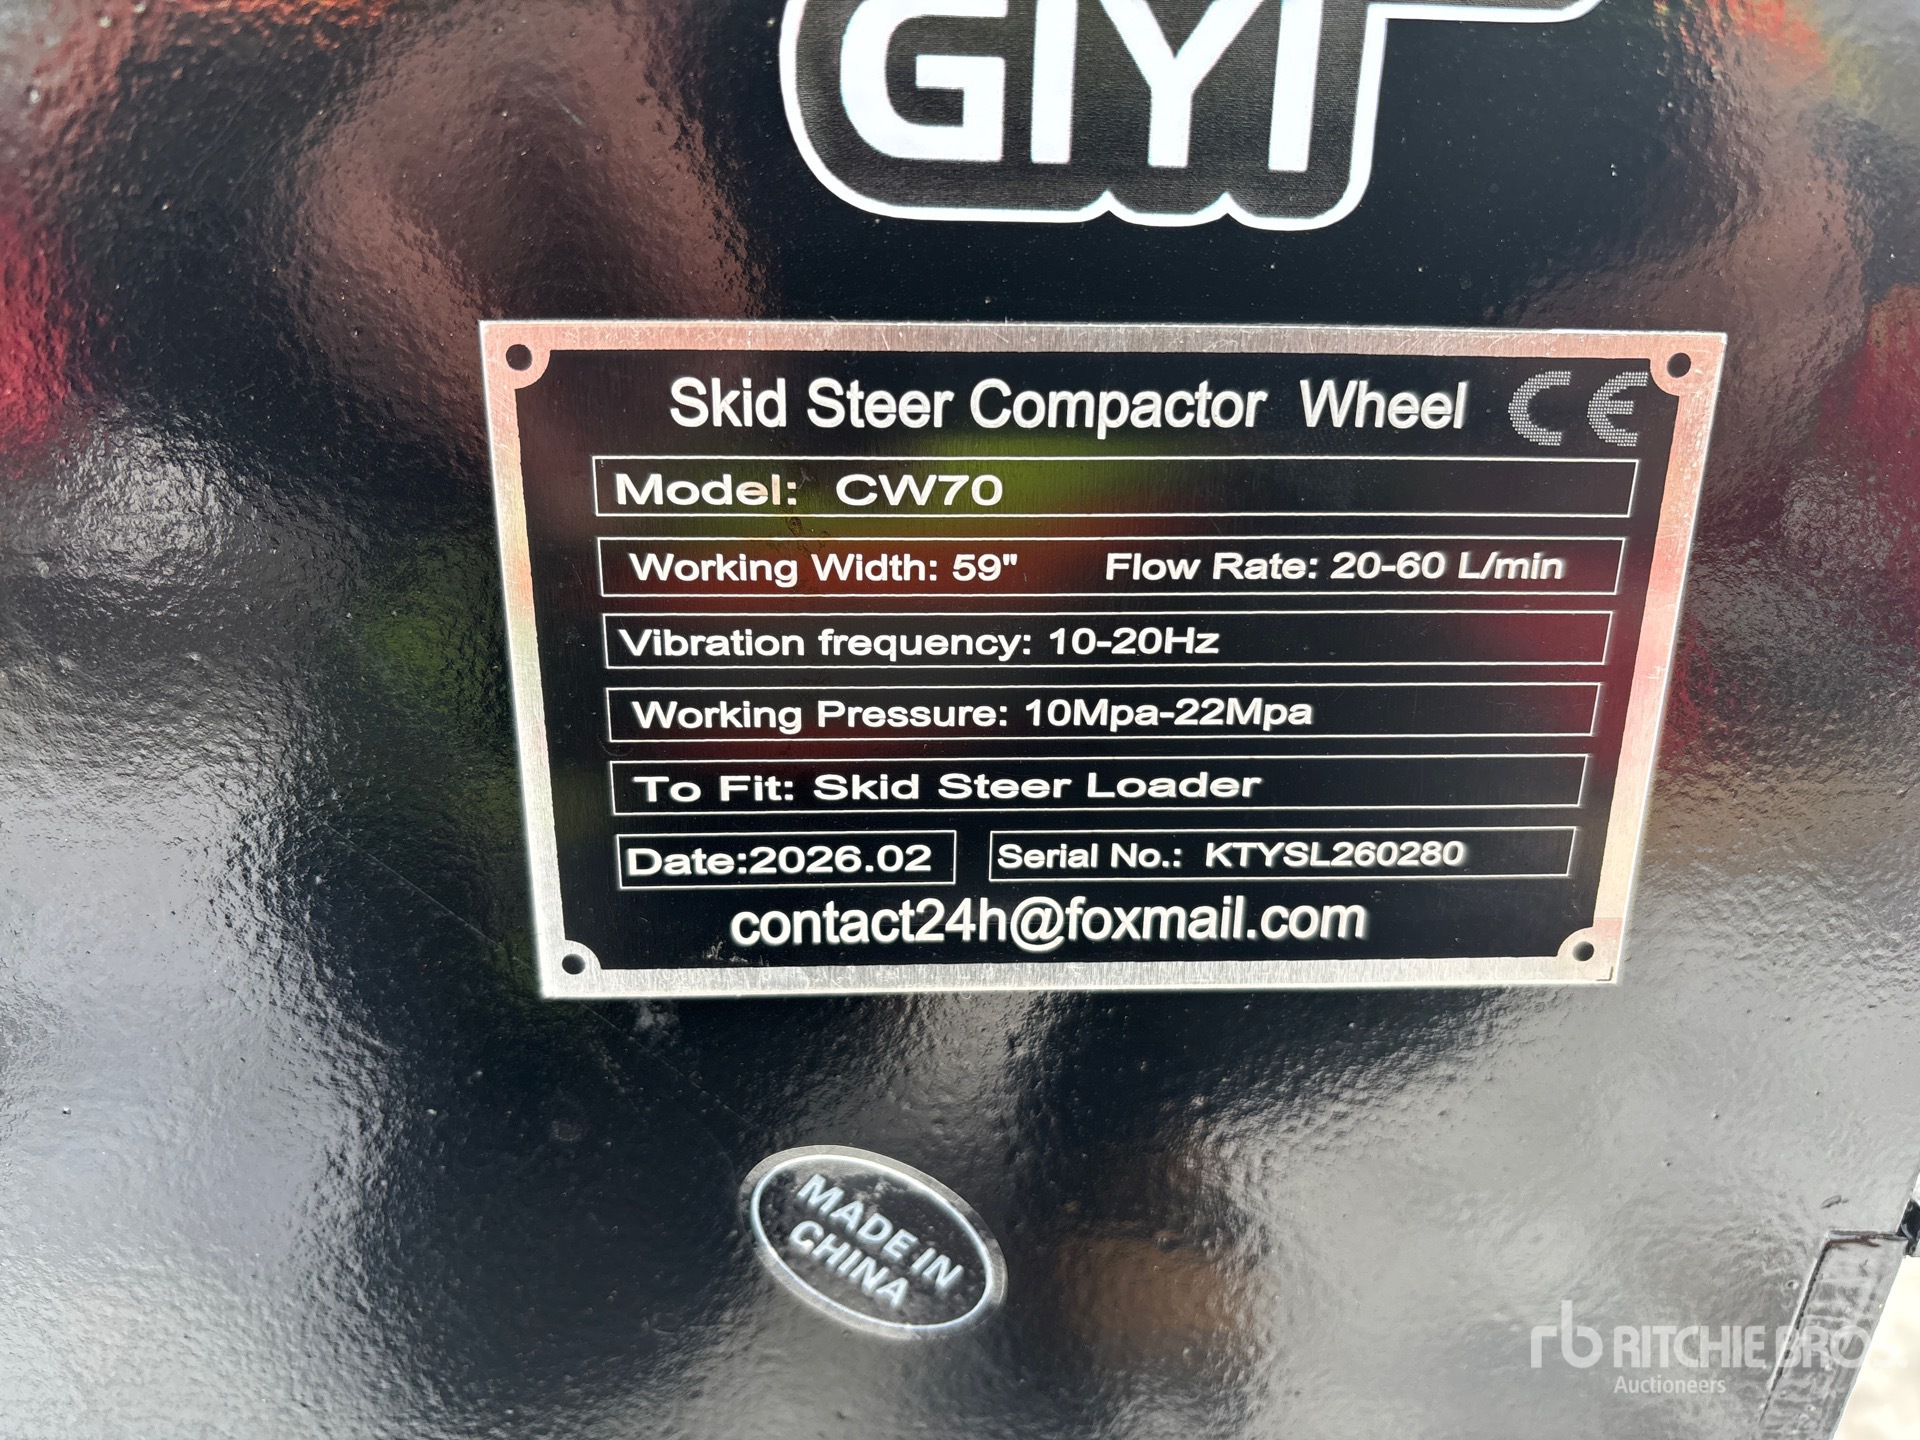 GIYI
Skid Steer Compactor Wheel CE
Model: CW70
Working Width: 59" Flow Rate: 20-60 L/min
Vibration frequency: 10-20Hz
Working Pressure: 10Mpa-22Mpa
To Fit: Skid Steer Loader
Date:2026.02 Serial No.: KTYSL260280
contact24h@foxmail.com
MADE IN
CHINA
rb RITCHIE BRO
Auctioneers